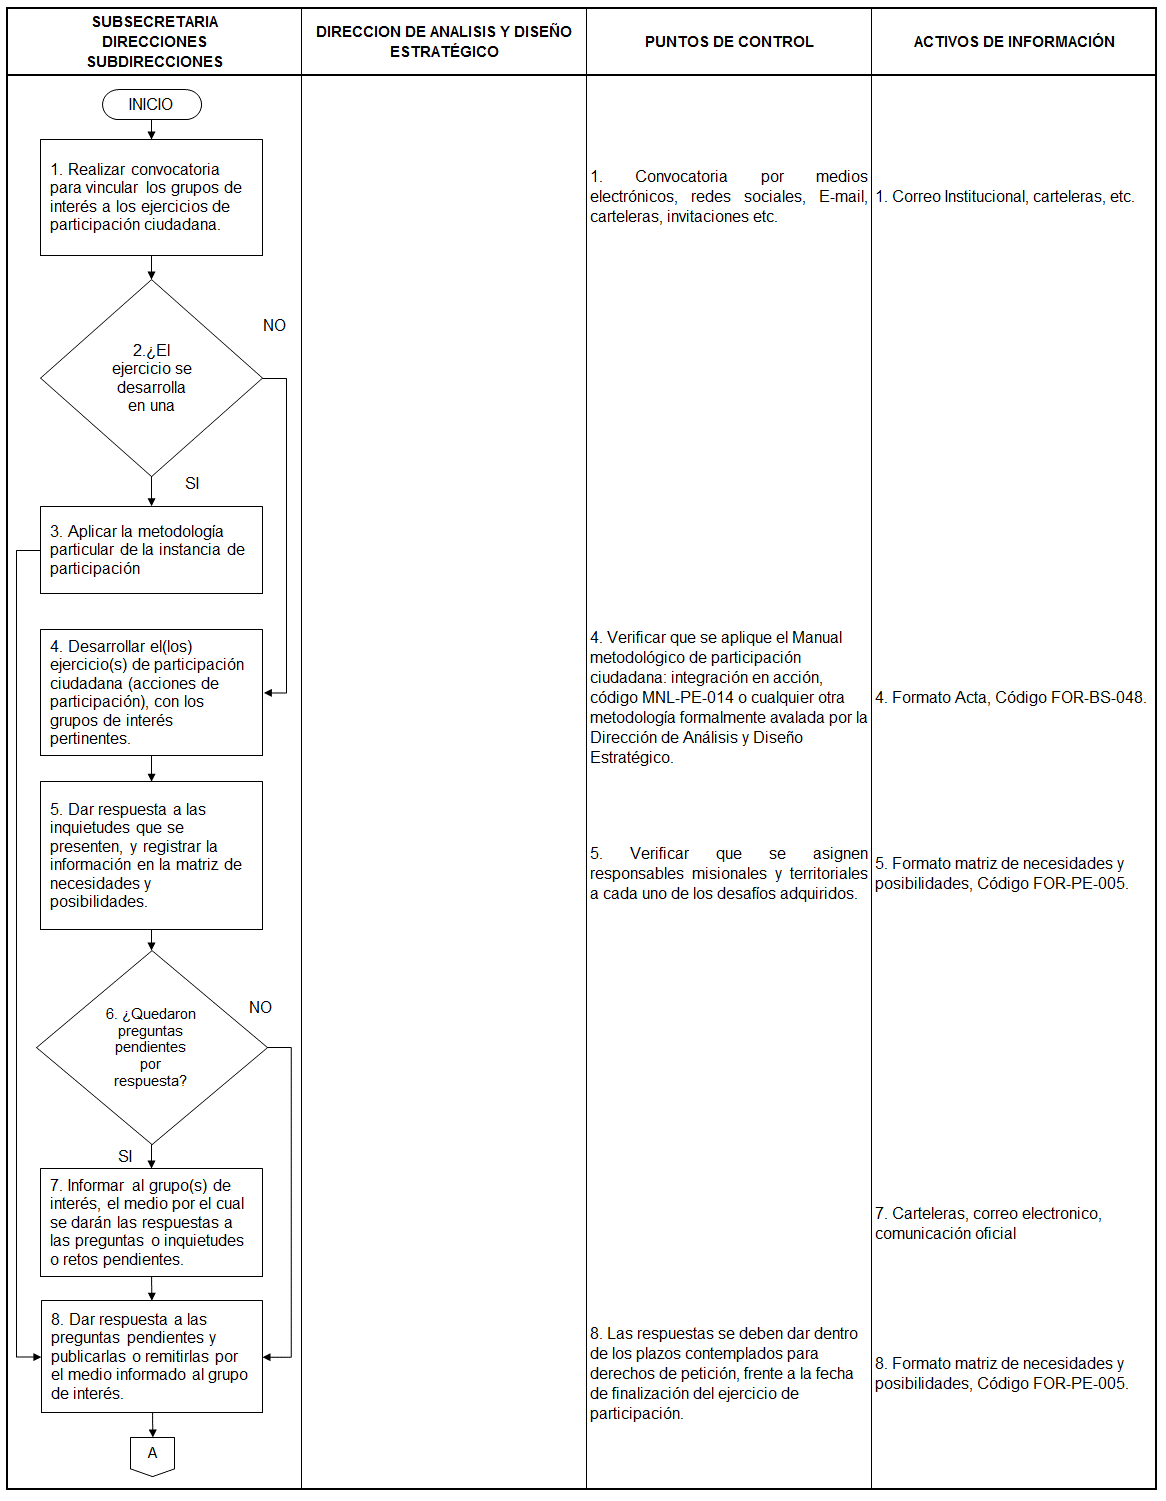 SUBSECRETARIA
DIRECCIONES
SUBDIRECCIONES
DIRECCION DE ANALISIS Y DISEÑO
ESTRATÉGICO
PUNTOS DE CONTROL
ACTIVOS DE INFORMACIÓN
INICIO
1. Realizar convocatoria
para vincular los grupos de
interés a los ejercicios de
participación ciudadana.
1. Convocatoria por medios
electrónicos, redes sociales, E-mail,
carteleras, invitaciones etc.
1. Correo Institucional, carteleras, etc.
NO
2.¿El
ejercicio se
desarrolla
en una
SI
3. Aplicar la metodología
particular de la instancia de
participación
4. Desarrollar el(los)
ejercicio(s) de participación
ciudadana (acciones de
participación), con los
grupos de interés
pertinentes.
4. Verificar que se aplique el Manual
metodológico de participación
ciudadana: integración en acción,
código MNL-PE-014 o cualquier otra
metodología formalmente avalada por la
Dirección de Análisis y Diseño
Estratégico.
4. Formato Acta, Código FOR-BS-048.
5. Dar respuesta a las
inquietudes que se
presenten, y registrar la
información en la matriz de
necesidades y
posibilidades.
5. Verificar que se asignen
responsables misionales y territoriales
a cada uno de los desafíos adquiridos.
5. Formato matriz de necesidades y
posibilidades, Código FOR-PE-005.
NO
6. ¿Quedaron
preguntas
pendientes
por
respuesta?
SI
7. Informar al grupo(s) de
interés, el medio por el cual
se darán las respuestas a
las preguntas o inquietudes
o retos pendientes.
7. Carteleras, correo electronico,
comunicación oficial
8. Dar respuesta a las
preguntas pendientes y
publicarlas o remitirlas por
el medio informado al grupo
de interés.
8. Las respuestas se deben dar dentro
de los plazos contemplados para
derechos de petición, frente a la fecha
de finalización del ejercicio de
participación.
8. Formato matriz de necesidades y
posibilidades, Código FOR-PE-005.
A